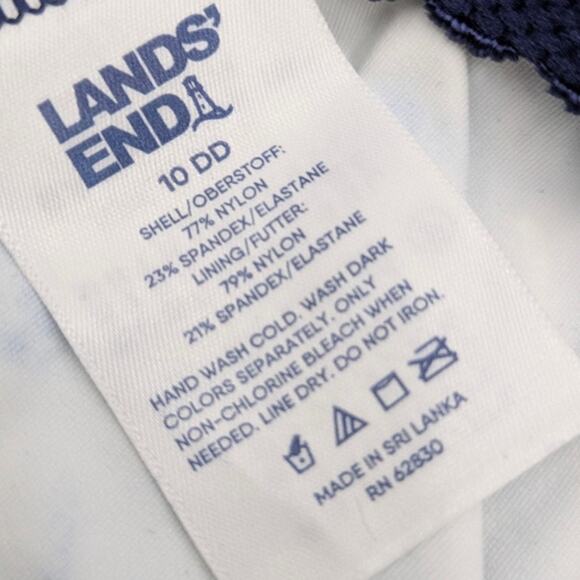 LANDS'
END
10 DD
SHELL/OBERSTOFF:
77% NYLON
23% SPANDEX/ELASTANE
LINING/FUTTER:
79% NYLON
21% SPANDEX/ELASTANE
HAND WASH COLD. WASH DARK
COLORS SEPARATELY. ONLY
NON-CHLORINE BLEACH WHEN
NEEDED. LINE DRY. DO NOT IRON.
MADE IN SRI LANKA
RN 62830